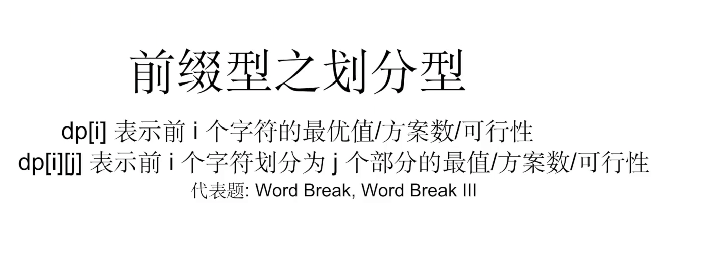 前缀型之划分型
dp[i] 表示前 i 个字符的最优值/方案数/可行性
dp[i][j] 表示前 i 个字符划分为 j 个部分的最值/方案数/可行性
代表题: Word Break, Word Break III